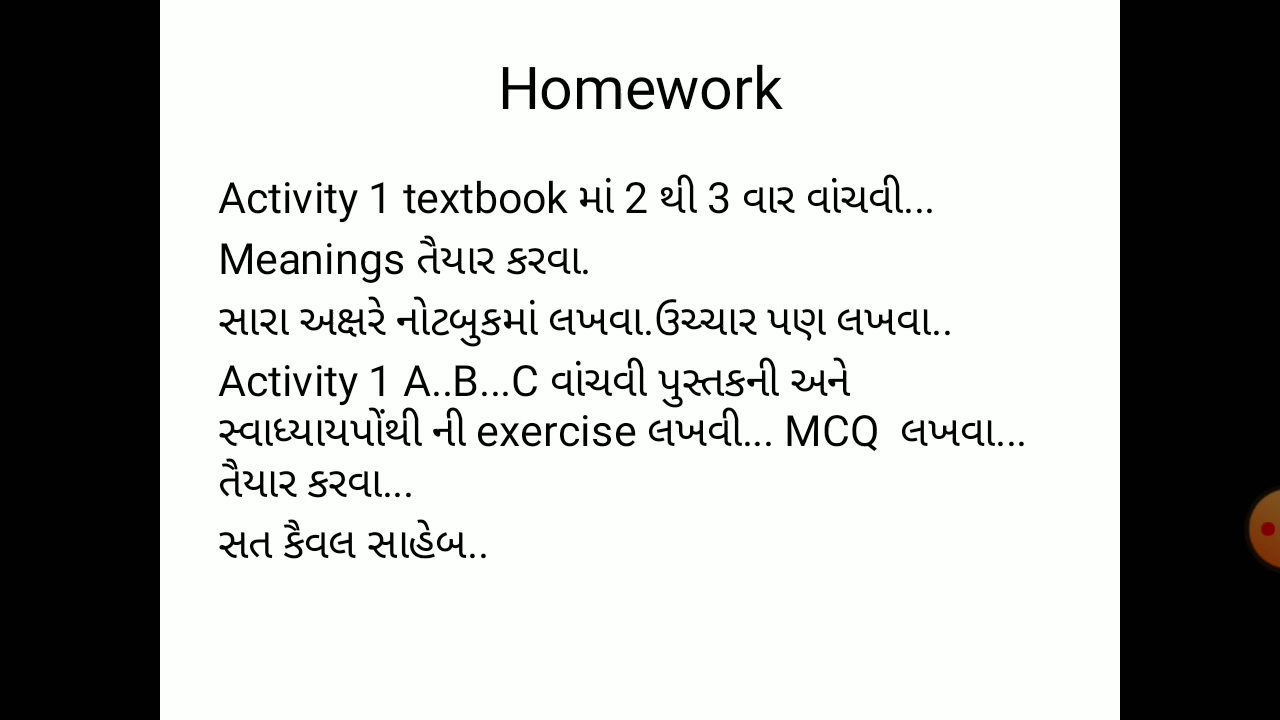 Homework
Activity 1 textbook માં 2 થી 3 વાર વાંચવી...
Meanings તૈયાર કરવા.
સારા અક્ષરે નોટબુકમાં લખવા.ઉચ્ચાર પણ લખવા..
Activity 1 A..B...C વાંચવી પુસ્તકની અને
સ્વાધ્યાયપોંથી ની exercise લખવી... MCQ લખવા...
તૈયાર કરવા...
સત કૈવલ સાહેબ..